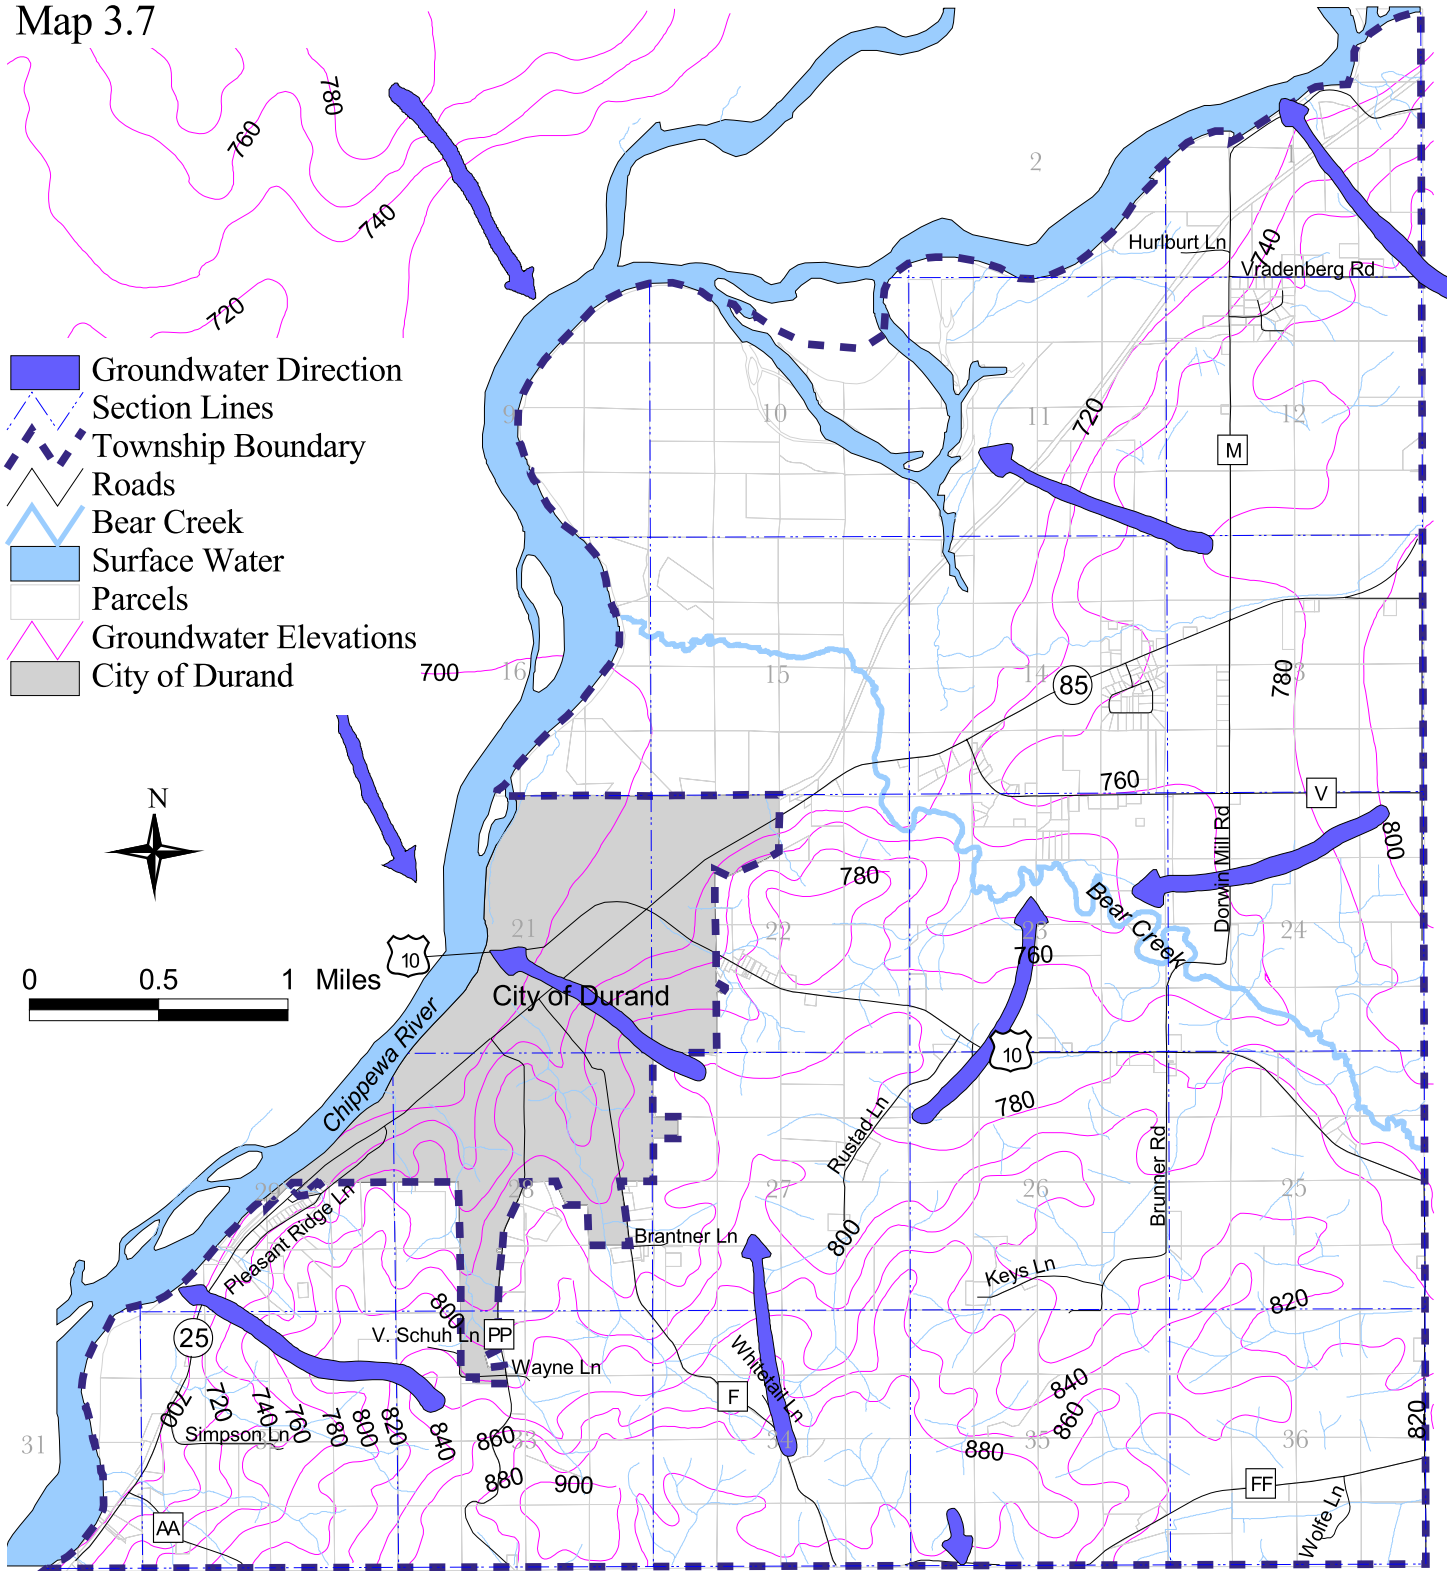 Map 3.7
780
760
740
720
2
1
Hurlburt Ln
740
Vradenberg Rd
Groundwater Direction
Section Lines
Township Boundary
Roads
Bear Creek
Surface Water
Parcels
Groundwater Elevations
City of Durand
9
10
11
720
12
M
700
16
15
14
85
780
760
V
N
800
780
Dorwin Mill Rd
Bear Creek
21
22
23
24
10
760
0 0.5 1 Miles
City of Durand
Chippewa River
10
780
Rustad Ln
Brunner Rd
29
28
27
26
25
Pleasant Ridge Ln
Brantner Ln
800
Keys Ln
820
800
25
V. Schuh Ln
PP
Wayne Ln
Whitetail Ln
F
840
860
700
720
740
760
780
800
820
840
Simpson Ln
860
31
33
34
35
36
820
880
880
900
FF
Wolfe Ln
AA